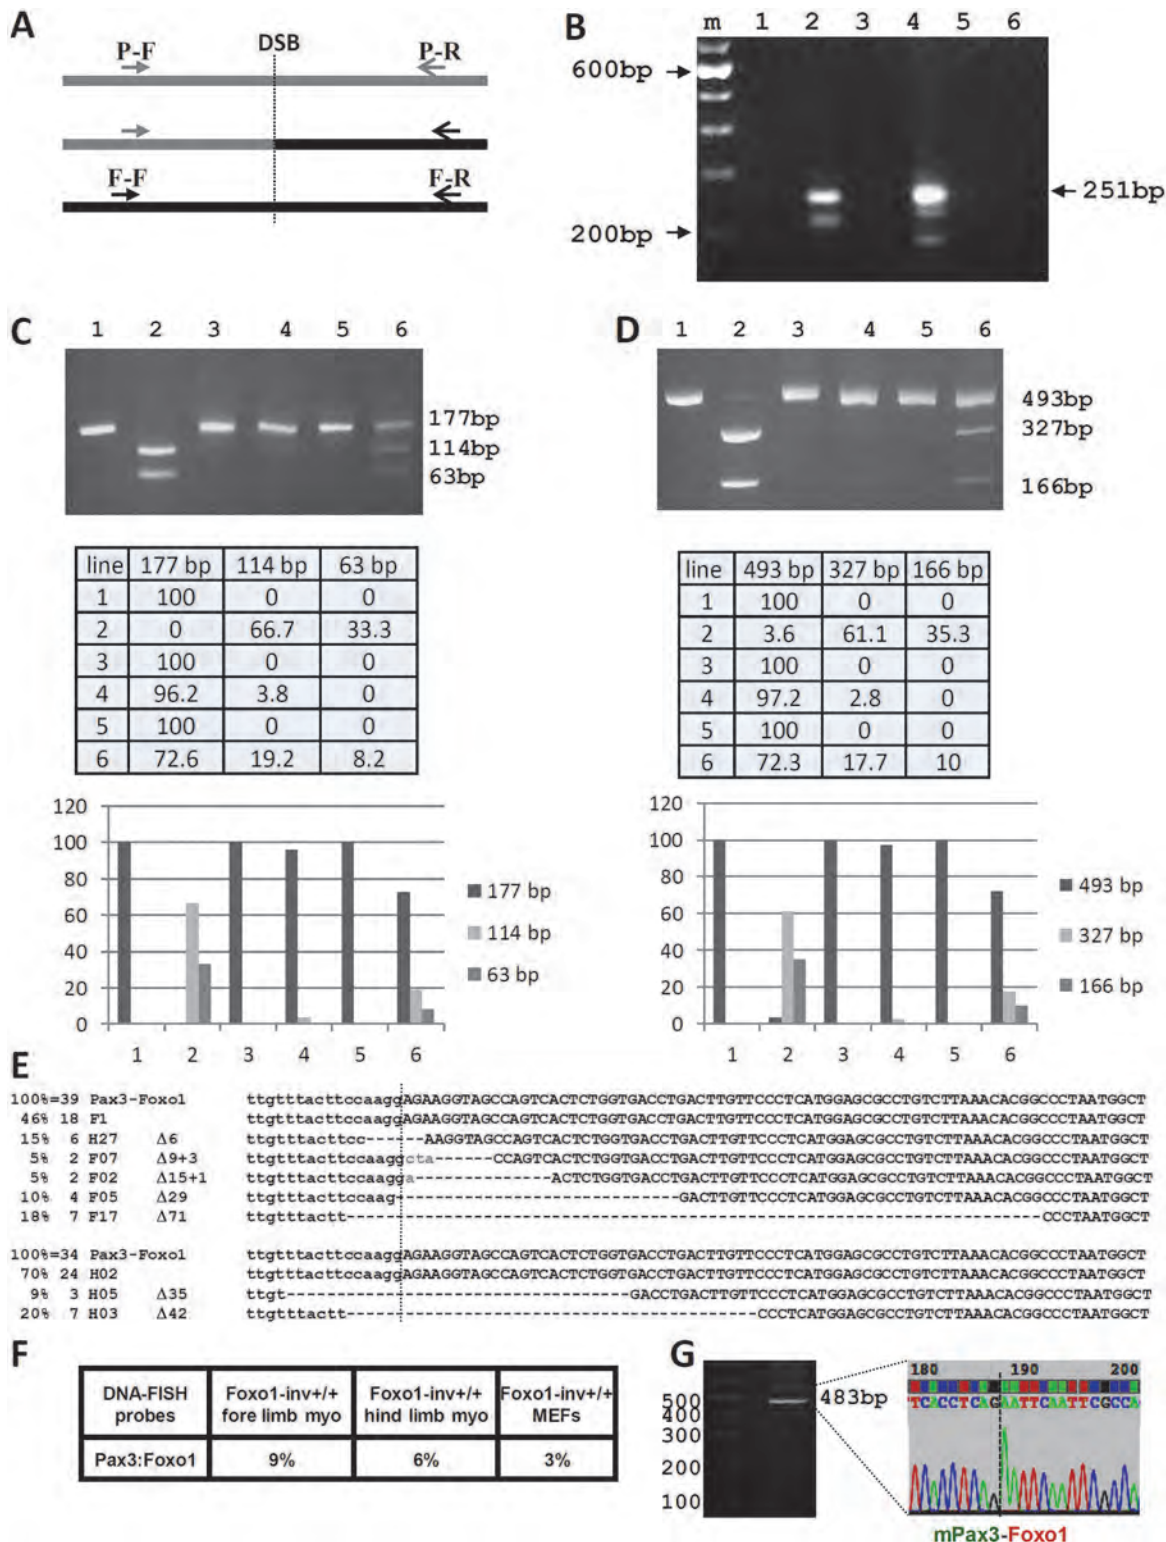 A
P-F
DSB
P-R
F-F
F-R
B
m 1 2 3 4 5 6
600bp
200bp
251bp
C
1 2 3 4 5 6
177bp
114bp
63bp
line 177 bp 114 bp 63 bp
1 100 0 0
2 0 66.7 33.3
3 100 0 0
4 96.2 3.8 0
5 100 0 0
6 72.6 19.2 8.2
120
100
80
60
40
20
0
1 2 3 4 5 6
177 bp
114 bp
63 bp
D
1 2 3 4 5 6
493bp
327bp
166bp
line 493 bp 327 bp 166 bp
1 100 0 0
2 3.6 61.1 35.3
3 100 0 0
4 97.2 2.8 0
5 100 0 0
6 72.3 17.7 10
120
100
80
60
40
20
0
1 2 3 4 5 6
493 bp
327 bp
166 bp
E
100%=39 Pax3-Foxo1 ttgtttacttccaaggAGAAGGTAGCCAGTCACTCTGGTGACCTGACTTGTTCCCTCATGGAGCGCCTGTCTTAAACACGGCCCTAATGGCT
46% 18 F1 ttgtttacttccaaggAGAAGGTAGCCAGTCACTCTGGTGACCTGACTTGTTCCCTCATGGAGCGCCTGTCTTAAACACGGCCCTAATGGCT
15% 6 H27 Δ6 ttgtttacttcc------AAGGTAGCCAGTCACTCTGGTGACCTGACTTGTTCCCTCATGGAGCGCCTGTCTTAAACACGGCCCTAATGGCT
5% 2 F07 Δ9+3 ttgtttacttccaaggcta------CCAGTCACTCTGGTGACCTGACTTGTTCCCTCATGGAGCGCCTGTCTTAAACACGGCCCTAATGGCT
5% 2 F02 Δ15+1 ttgtttacttccaagga--------------ACTCTGGTGACCTGACTTGTTCCCTCATGGAGCGCCTGTCTTAAACACGGCCCTAATGGCT
10% 4 F05 Δ29 ttgtttacttccaag-----------------------------GACTTGTTCCCTCATGGAGCGCCTGTCTTAAACACGGCCCTAATGGCT
18% 7 F17 Δ71 ttgtttactt-----------------------------------------------------------------------CCCTAATGGCT
100%=34 Pax3-Foxo1 ttgtttacttccaaggAGAAGGTAGCCAGTCACTCTGGTGACCTGACTTGTTCCCTCATGGAGCGCCTGTCTTAAACACGGCCCTAATGGCT
70% 24 H02 ttgtttacttccaaggAGAAGGTAGCCAGTCACTCTGGTGACCTGACTTGTTCCCTCATGGAGCGCCTGTCTTAAACACGGCCCTAATGGCT
9% 3 H05 Δ35 ttgt-----------------------------------GACCTGACTTGTTCCCTCATGGAGCGCCTGTCTTAAACACGGCCCTAATGGCT
20% 7 H03 Δ42 ttgtttactt------------------------------------------CCCTCATGGAGCGCCTGTCTTAAACACGGCCCTAATGGCT
F
DNA-FISH probes Foxo1-inv+/+ fore limb myo Foxo1-inv+/+ hind limb myo Foxo1-inv+/+ MEFs
Pax3:Foxo1 9% 6% 3%
G
500
400
300
200
100
483bp
180 190 200
TCACCTCAGAATTCAATTCGCCA
mPax3-Foxo1